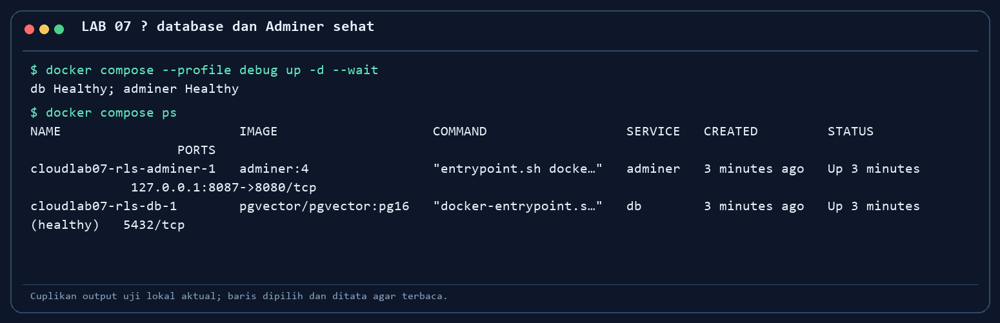 LAB 07 ? database dan Adminer sehat
$ docker compose --profile debug up -d --wait
db Healthy; adminer Healthy
$ docker compose ps
NAME                       IMAGE                    COMMAND                  SERVICE   CREATED         STATUS
                   PORTS
cloudlab07-rls-adminer-1   adminer:4                "entrypoint.sh docke…"   adminer   3 minutes ago   Up 3 minutes
             127.0.0.1:8087->8080/tcp
cloudlab07-rls-db-1        pgvector/pgvector:pg16   "docker-entrypoint.s…"   db        3 minutes ago   Up 3 minutes
(healthy)   5432/tcp
Cuplikan output uji lokal aktual; baris dipilih dan ditata agar terbaca.